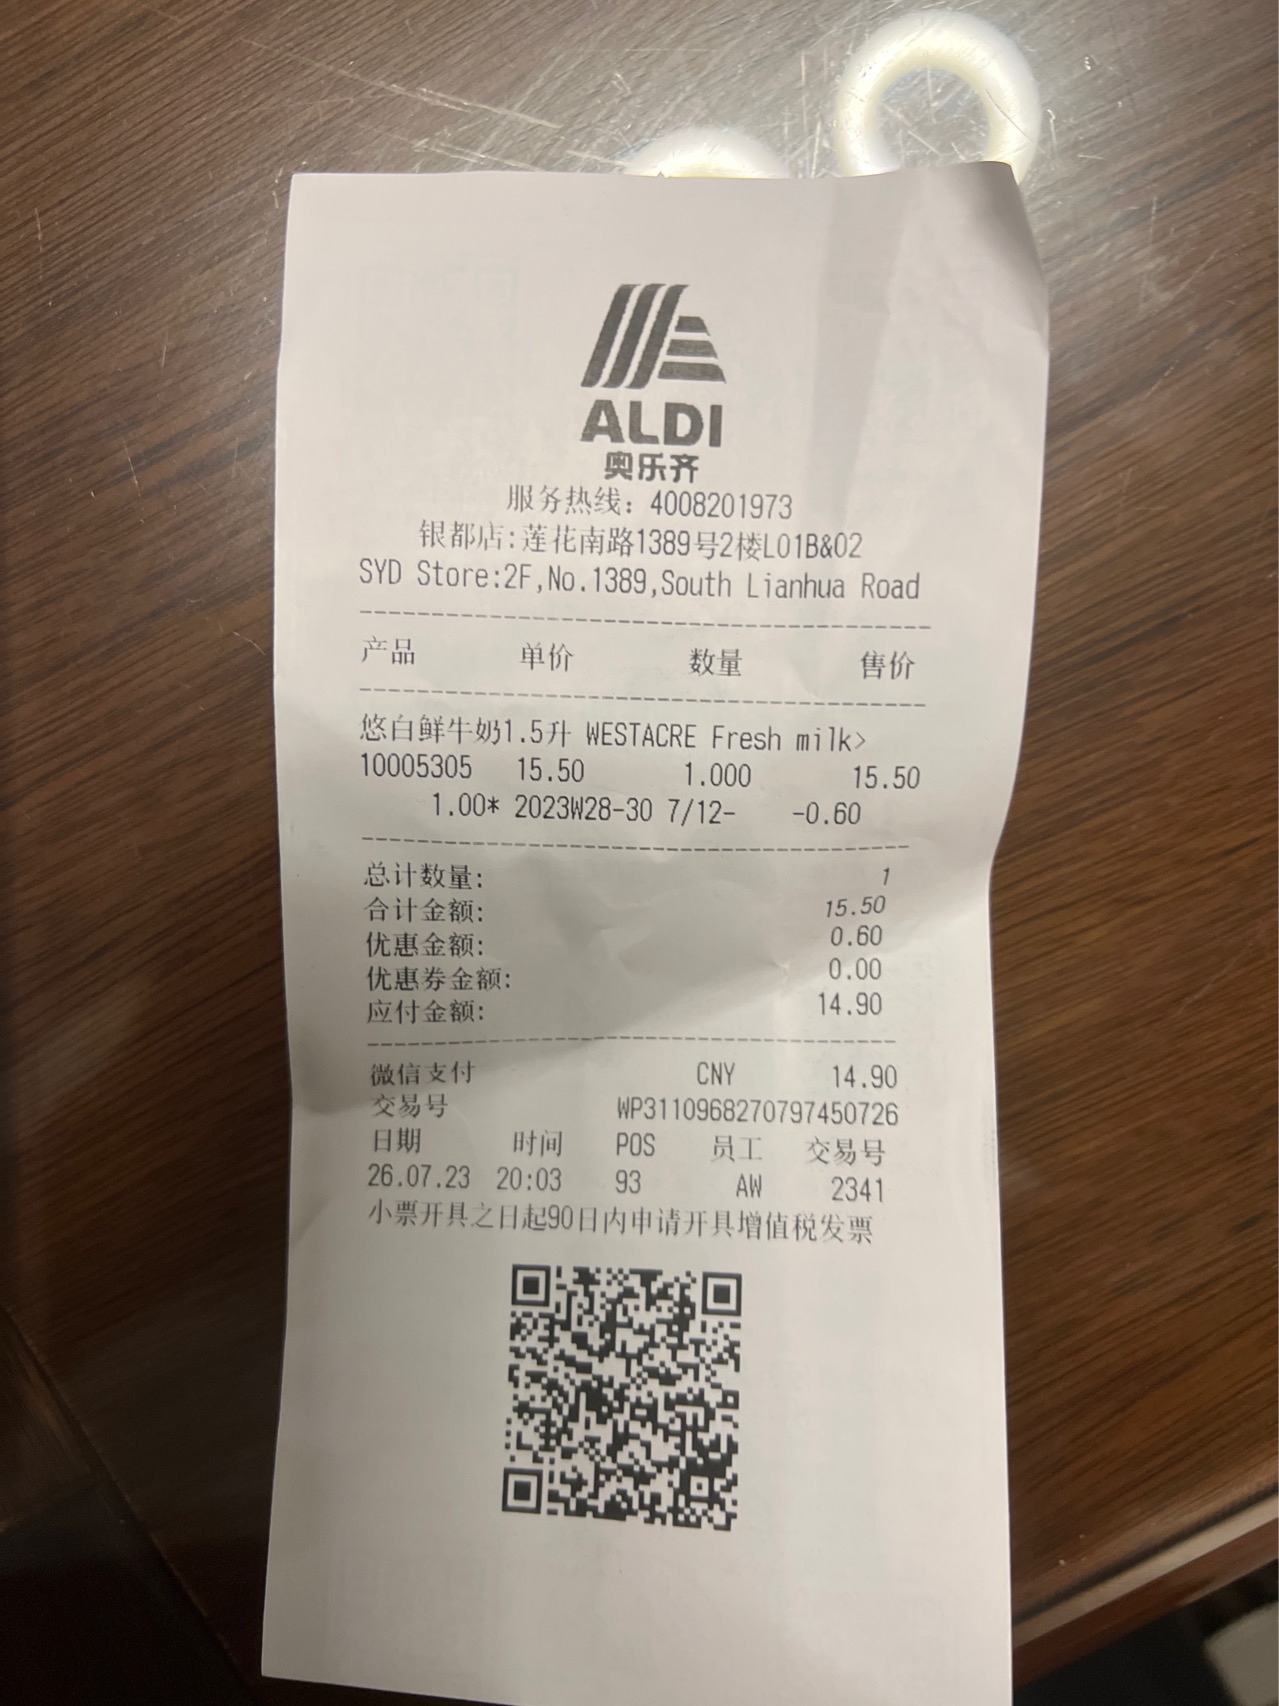 ALDI
奥乐齐
服务热线：4008201973
银都店:莲花南路1389号2楼L01B&02
SYD Store:2F,No.1389,South Lianhua Road
产品 单价 数量 售价
悠白鲜牛奶1.5升 WESTACRE Fresh milk>
10005305 15.50 1.000 15.50
1.00* 2023W28-30 7/12- -0.60
总计数量: 1
合计金额: 15.50
优惠金额: 0.60
优惠券金额: 0.00
应付金额: 14.90
微信支付 CNY 14.90
交易号 WP3110968270797450726
日期 时间 POS 员工 交易号
26.07.23 20:03 93 AW 2341
小票开具之日起90日内申请开具增值税发票